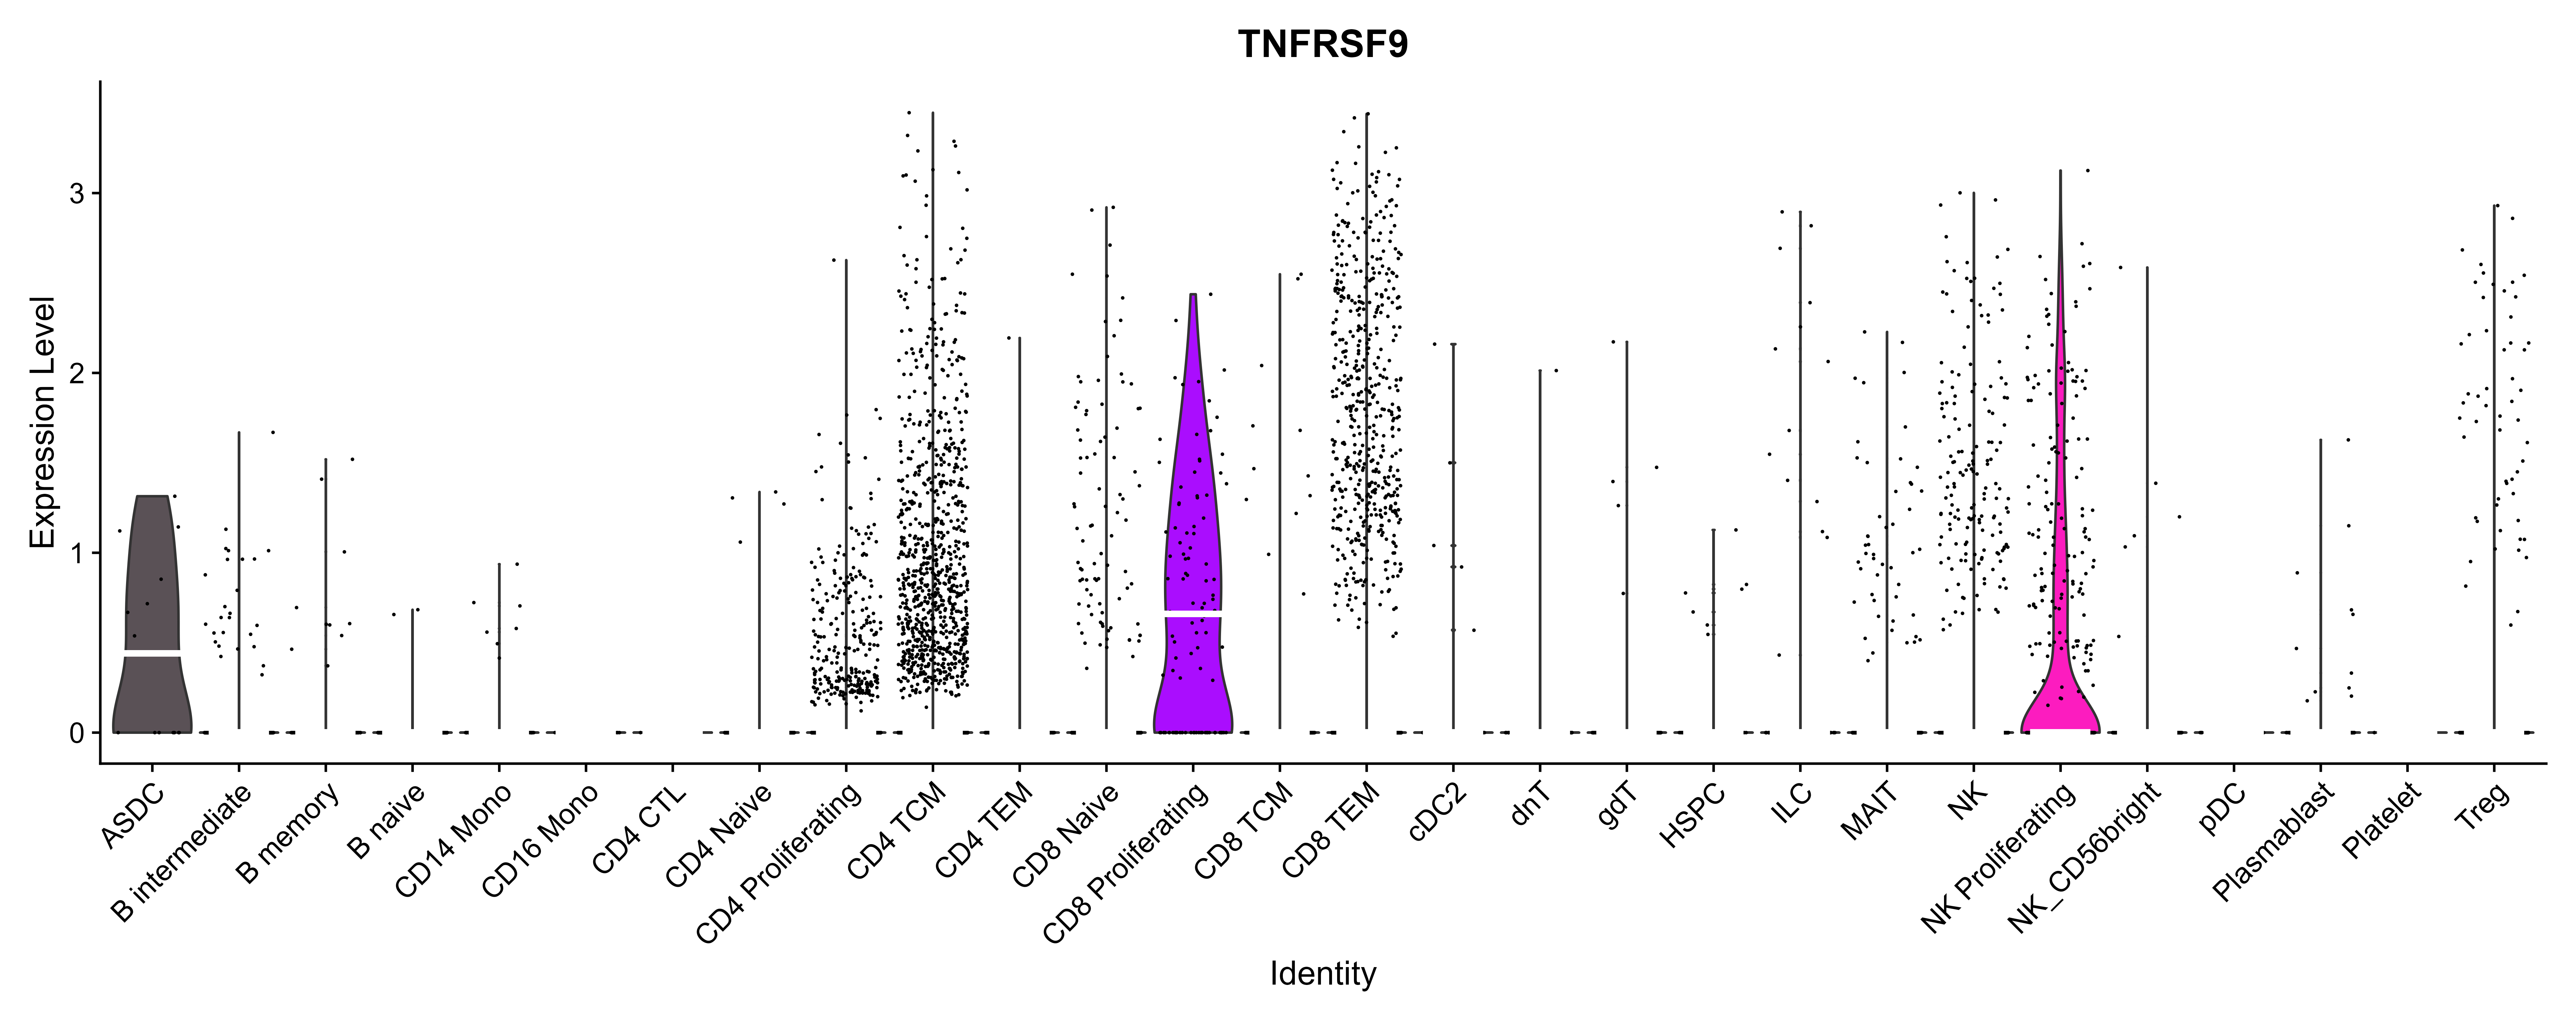 TNFRSF9
Expression Level
3
2
1
0
ASDC
B intermediate
B memory
B naive
CD14 Mono
CD16 Mono
CD4 CTL
CD4 Naive
CD4 Proliferating
CD4 TCM
CD4 TEM
CD8 Naive
CD8 Proliferating
CD8 TCM
CD8 TEM
cDC2
dnT
gdT
HSPC
ILC
MAIT
NK
NK Proliferating
NK_CD56bright
pDC
Plasmablast
Platelet
Treg
Identity